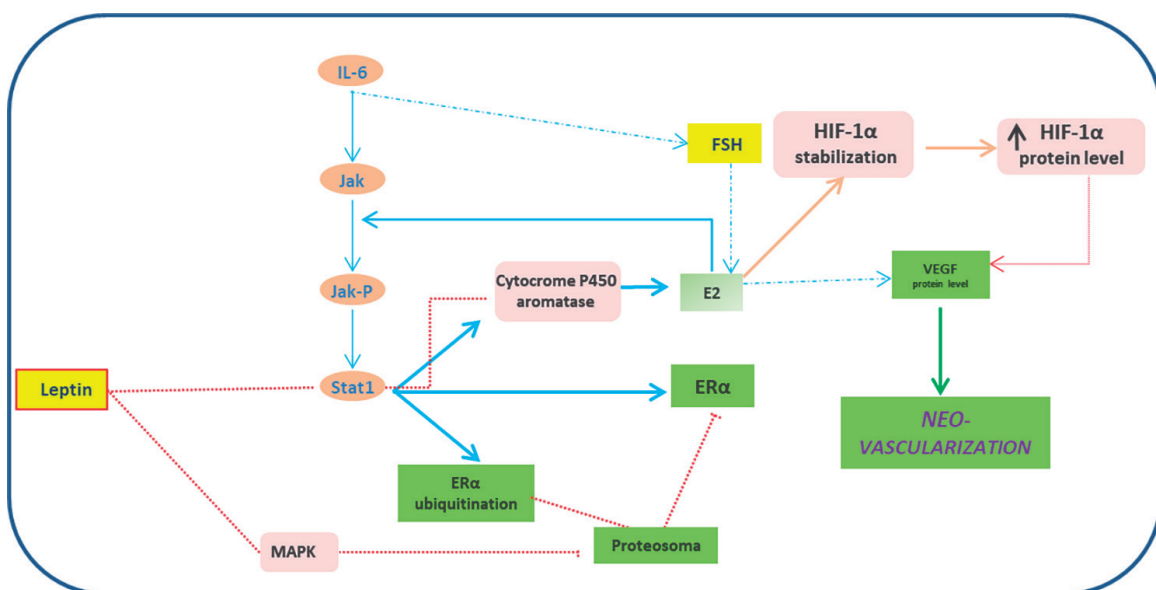 IL-6
FSH
HIF-1α
stabilization
HIF-1α
protein level
Jak
Cytocrome P450
aromatase
Jak-P
E2
VEGF
protein level
Leptin
Stat1
ERα
NEO-
VASCULARIZATION
ERα
ubiquitination
MAPK
Proteosoma